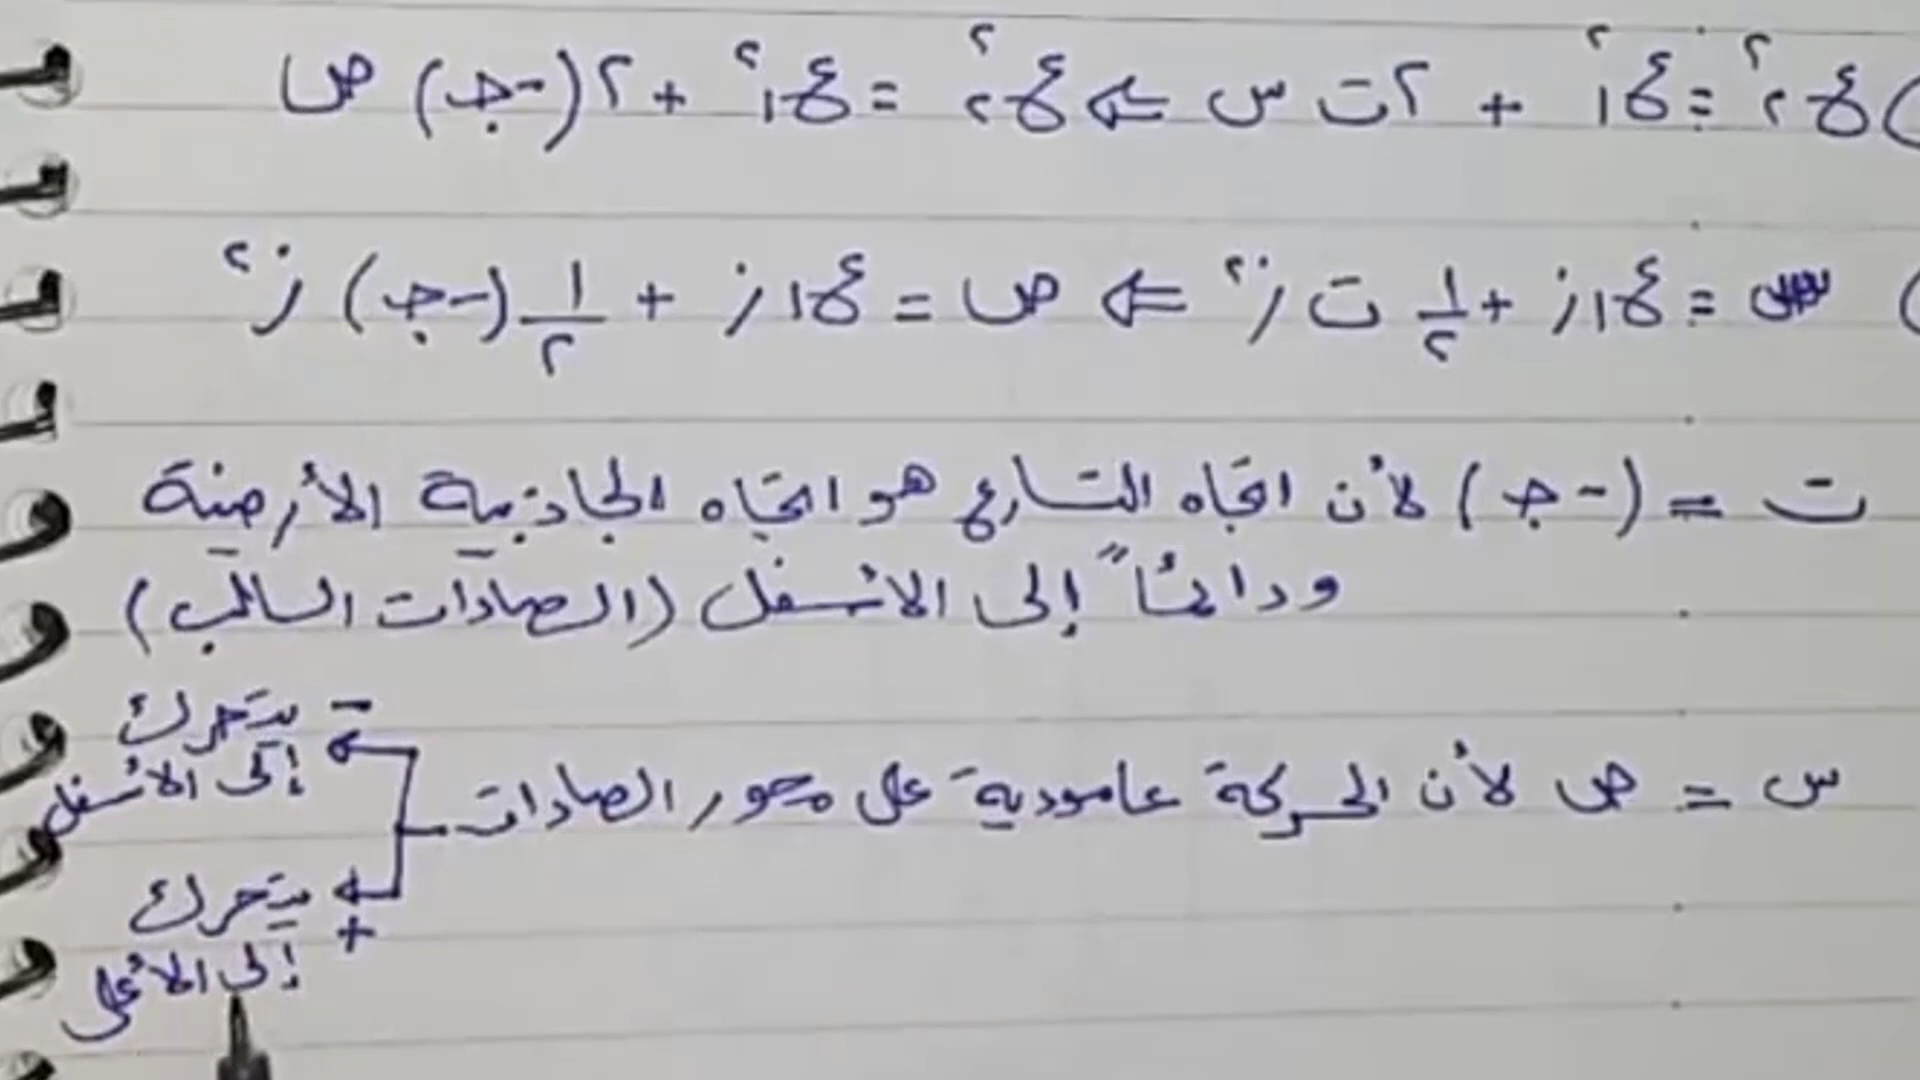 ع٢² = ع١² + ٢ت س ⇐ ع٢² = ع١² + ٢(-جـ) ص
س = ع١ز + ١/٢ ت ز² ⇐ ص = ع١ز + ١/٢ (-جـ) ز²
ت = (-جـ) لأن اتجاه التسارع هو اتجاه الجاذبية الأرضية
ودائماً إلى الأسفل (الصادات السالب)
س = ص لأن الحركة عامودية على محور الصادات
- يتحرك
إلى الأسفل
يتحرك
+
إلى الأعلى